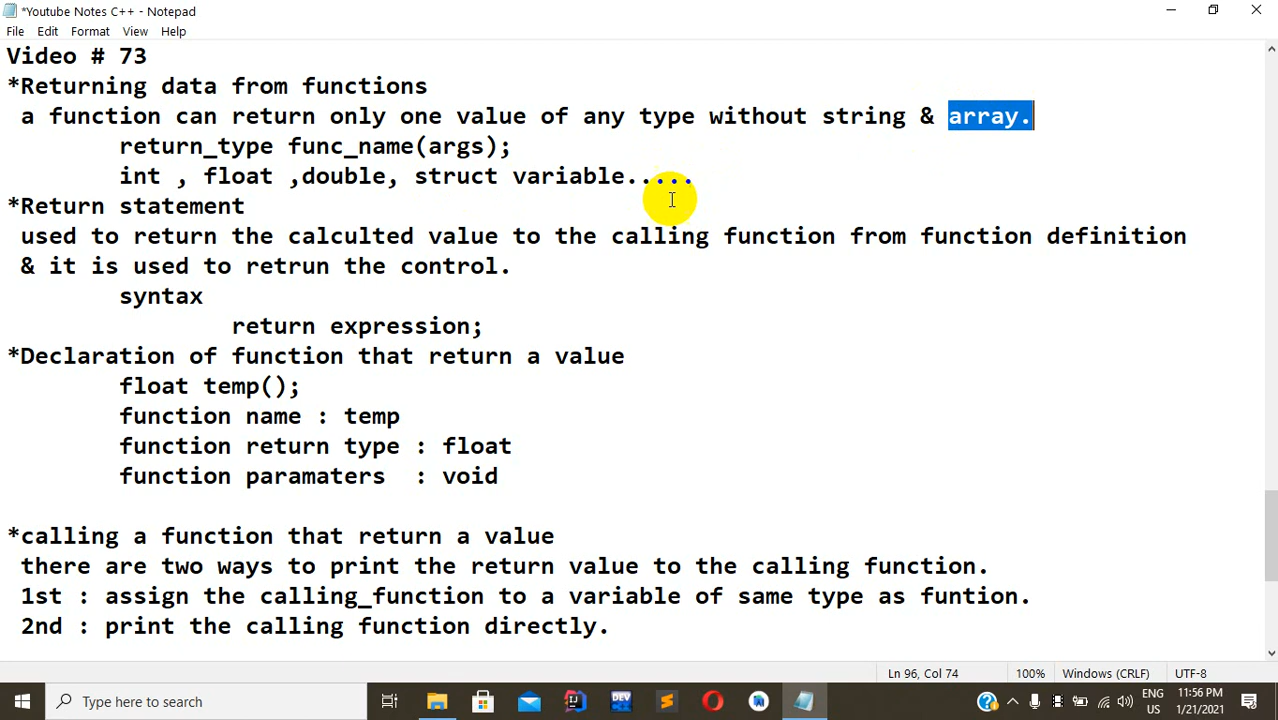 *Youtube Notes C++ - Notepad
File Edit Format View Help
Video # 73
*Returning data from functions
a function can return only one value of any type without string & array.
return_type func_name(args);
int , float ,double, struct variable.....
*Return statement
used to return the calculted value to the calling function from function definition
& it is used to retrun the control.
syntax
return expression;
*Declaration of function that return a value
float temp();
function name : temp
function return type : float
function paramaters : void
*calling a function that return a value
there are two ways to print the return value to the calling function.
1st : assign the calling_function to a variable of same type as funtion.
2nd : print the calling function directly.
Ln 96, Col 74 100% Windows (CRLF) UTF-8
Type here to search
DEV
ENG
US
11:56 PM
1/21/2021